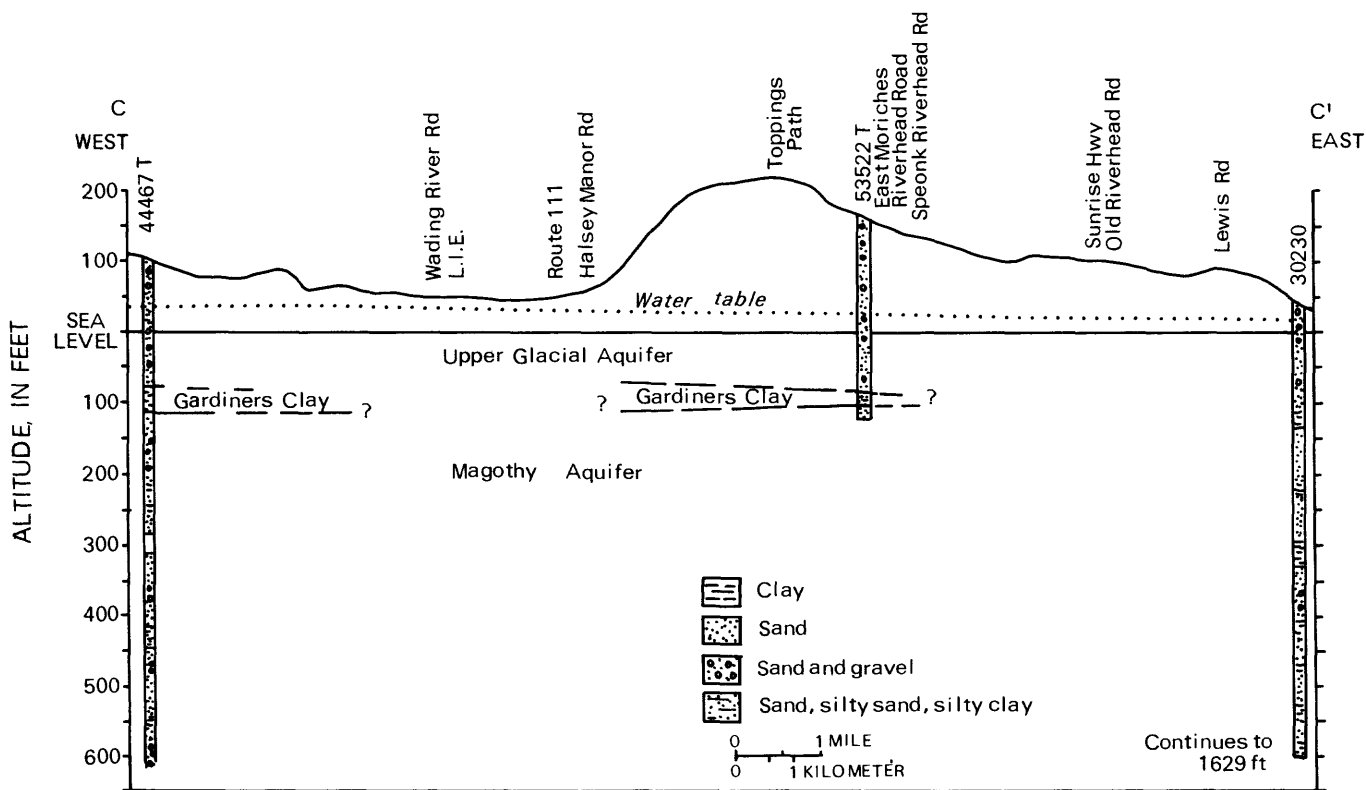 C
WEST
C'
EAST
44467 T
Wading River Rd
L.I.E.
Route 111
Halsey Manor Rd
Toppings
Path
53522 T
East Moriches
Riverhead Road
Speonk Riverhead Rd
Sunrise Hwy
Old Riverhead Rd
Lewis Rd
30230
ALTITUDE, IN FEET
200
100
SEA
LEVEL
100
200
300
400
500
600
Water table
Upper Glacial Aquifer
Gardiners Clay
?
?
Gardiners Clay
?
Magothy Aquifer
Clay
Sand
Sand and gravel
Sand, silty sand, silty clay
0 1 MILE
0 1 KILOMETER
Continues to
1629 ft